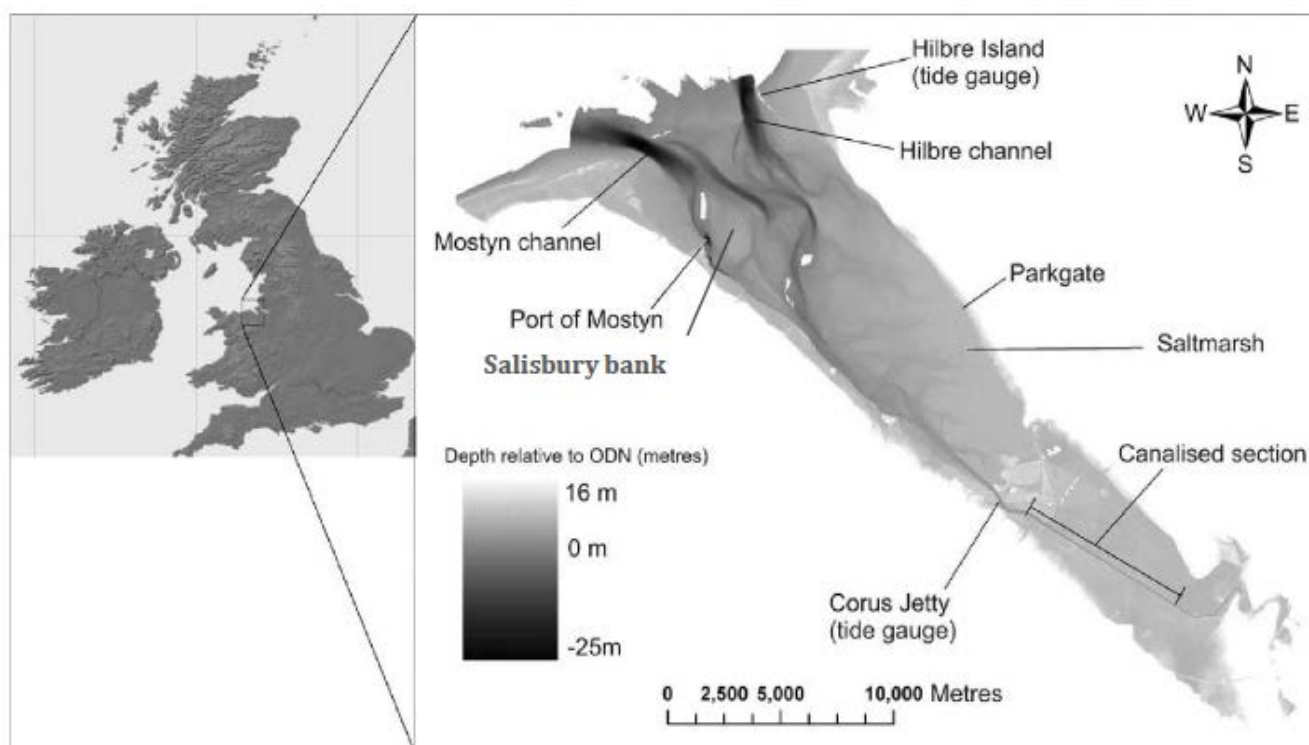 Hilbre Island
(tide gauge)
N
W
E
S
Hilbre channel
Mostyn channel
Parkgate
Port of Mostyn
Saltmarsh
Salisbury bank
Depth relative to ODN (metres)
Canalised section
16 m
0 m
Corus Jetty
(tide gauge)
-25m
0 2,500 5,000 10,000 Metres